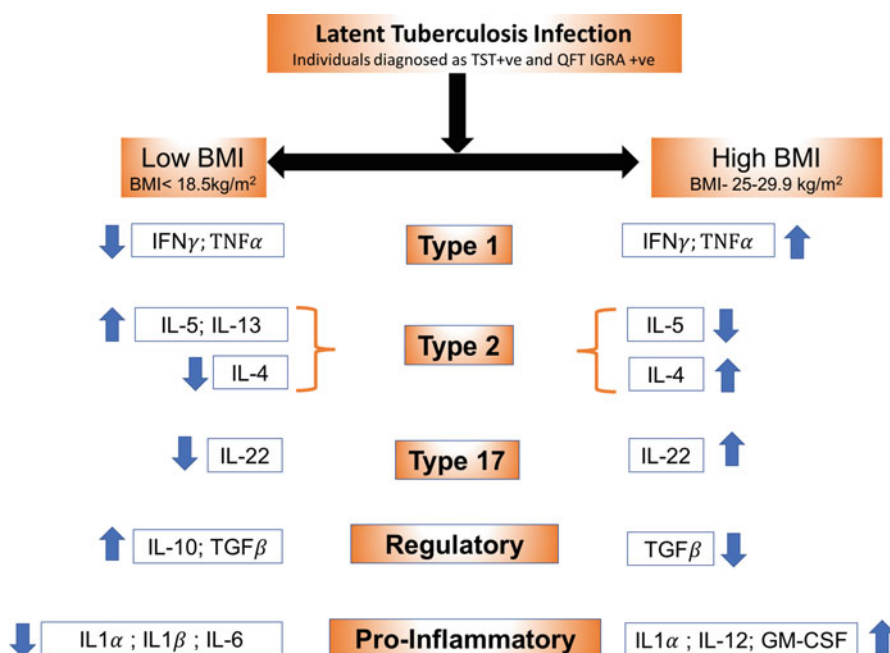 Latent Tuberculosis Infection
Individuals diagnosed as TST+ve and QFT IGRA +ve
Low BMI
BMI< 18.5kg/m²
High BMI
BMI- 25-29.9 kg/m²
IFNγ; TNFα
Type 1
IFNγ; TNFα
IL-5; IL-13
IL-4
Type 2
IL-5
IL-4
IL-22
Type 17
IL-22
IL-10; TGFβ
Regulatory
TGFβ
IL1α ; IL1β ; IL-6
Pro-Inflammatory
IL1α ; IL-12; GM-CSF